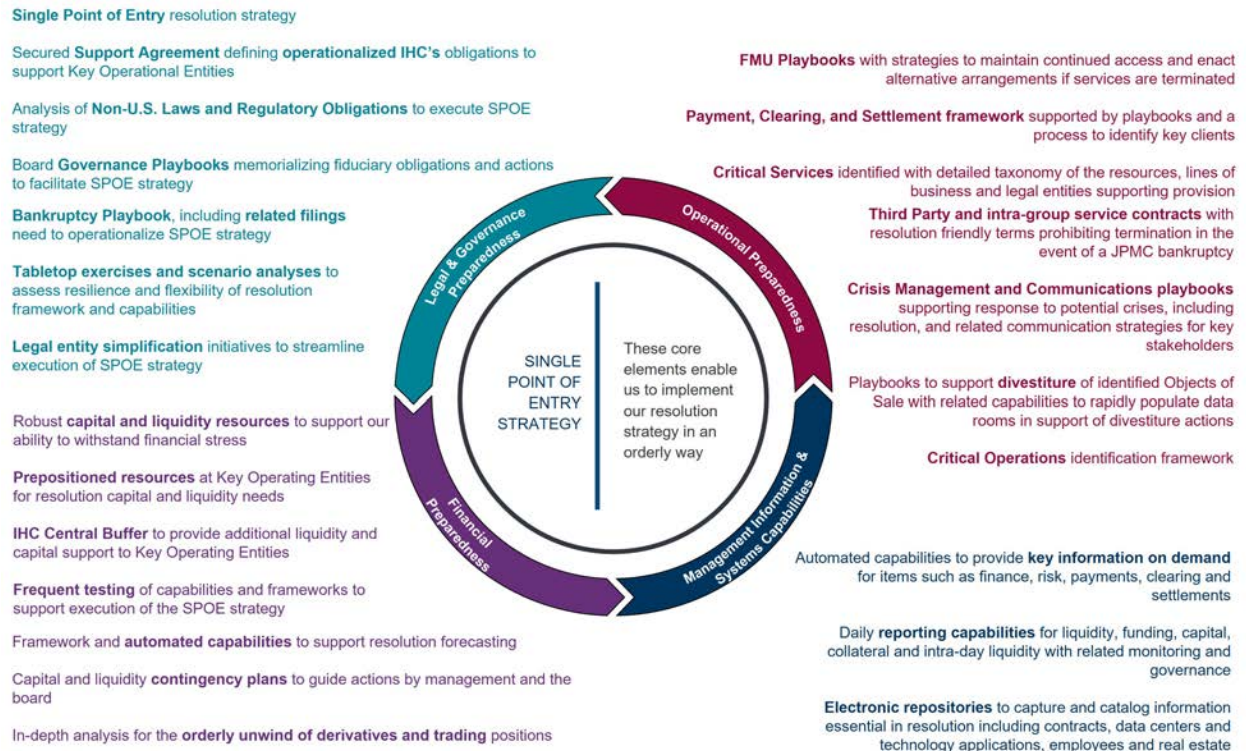 Single Point of Entry resolution strategy
Secured Support Agreement defining operationalized IHC's obligations to
support Key Operational Entities
Analysis of Non-U.S. Laws and Regulatory Obligations to execute SPOE
strategy
Board Governance Playbooks memorializing fiduciary obligations and actions
to facilitate SPOE strategy
Bankruptcy Playbook, including related filings
need to operationalize SPOE strategy
Tabletop exercises and scenario analyses to
assess resilience and flexibility of resolution
framework and capabilities
Legal entity simplification initiatives to streamline
execution of SPOE strategy
FMU Playbooks with strategies to maintain continued access and enact
alternative arrangements if services are terminated
Payment, Clearing, and Settlement framework supported by playbooks and a
process to identify key clients
Critical Services identified with detailed taxonomy of the resources, lines of
business and legal entities supporting provision
Third Party and intra-group service contracts with
resolution friendly terms prohibiting termination in the
event of a JPMC bankruptcy
Crisis Management and Communications playbooks
supporting response to potential crises, including
resolution, and related communication strategies for key
stakeholders
Playbooks to support divestiture of identified Objects of
Sale with related capabilities to rapidly populate data
rooms in support of divestiture actions
Critical Operations identification framework
Legal & Governance
Preparedness
Operational Preparedness
SINGLE
POINT OF
ENTRY
STRATEGY
These core
elements enable
us to implement
our resolution
strategy in an
orderly way
Financial
Preparedness
Management Information &
Systems Capabilities
Robust capital and liquidity resources to support our
ability to withstand financial stress
Prepositioned resources at Key Operating Entities
for resolution capital and liquidity needs
IHC Central Buffer to provide additional liquidity and
capital support to Key Operating Entities
Frequent testing of capabilities and frameworks to
support execution of the SPOE strategy
Framework and automated capabilities to support resolution forecasting
Capital and liquidity contingency plans to guide actions by management and the
board
In-depth analysis for the orderly unwind of derivatives and trading positions
Automated capabilities to provide key information on demand
for items such as finance, risk, payments, clearing and
settlements
Daily reporting capabilities for liquidity, funding, capital,
collateral and intra-day liquidity with related monitoring and
governance
Electronic repositories to capture and catalog information
essential in resolution including contracts, data centers and
technology applications, employees and real estate